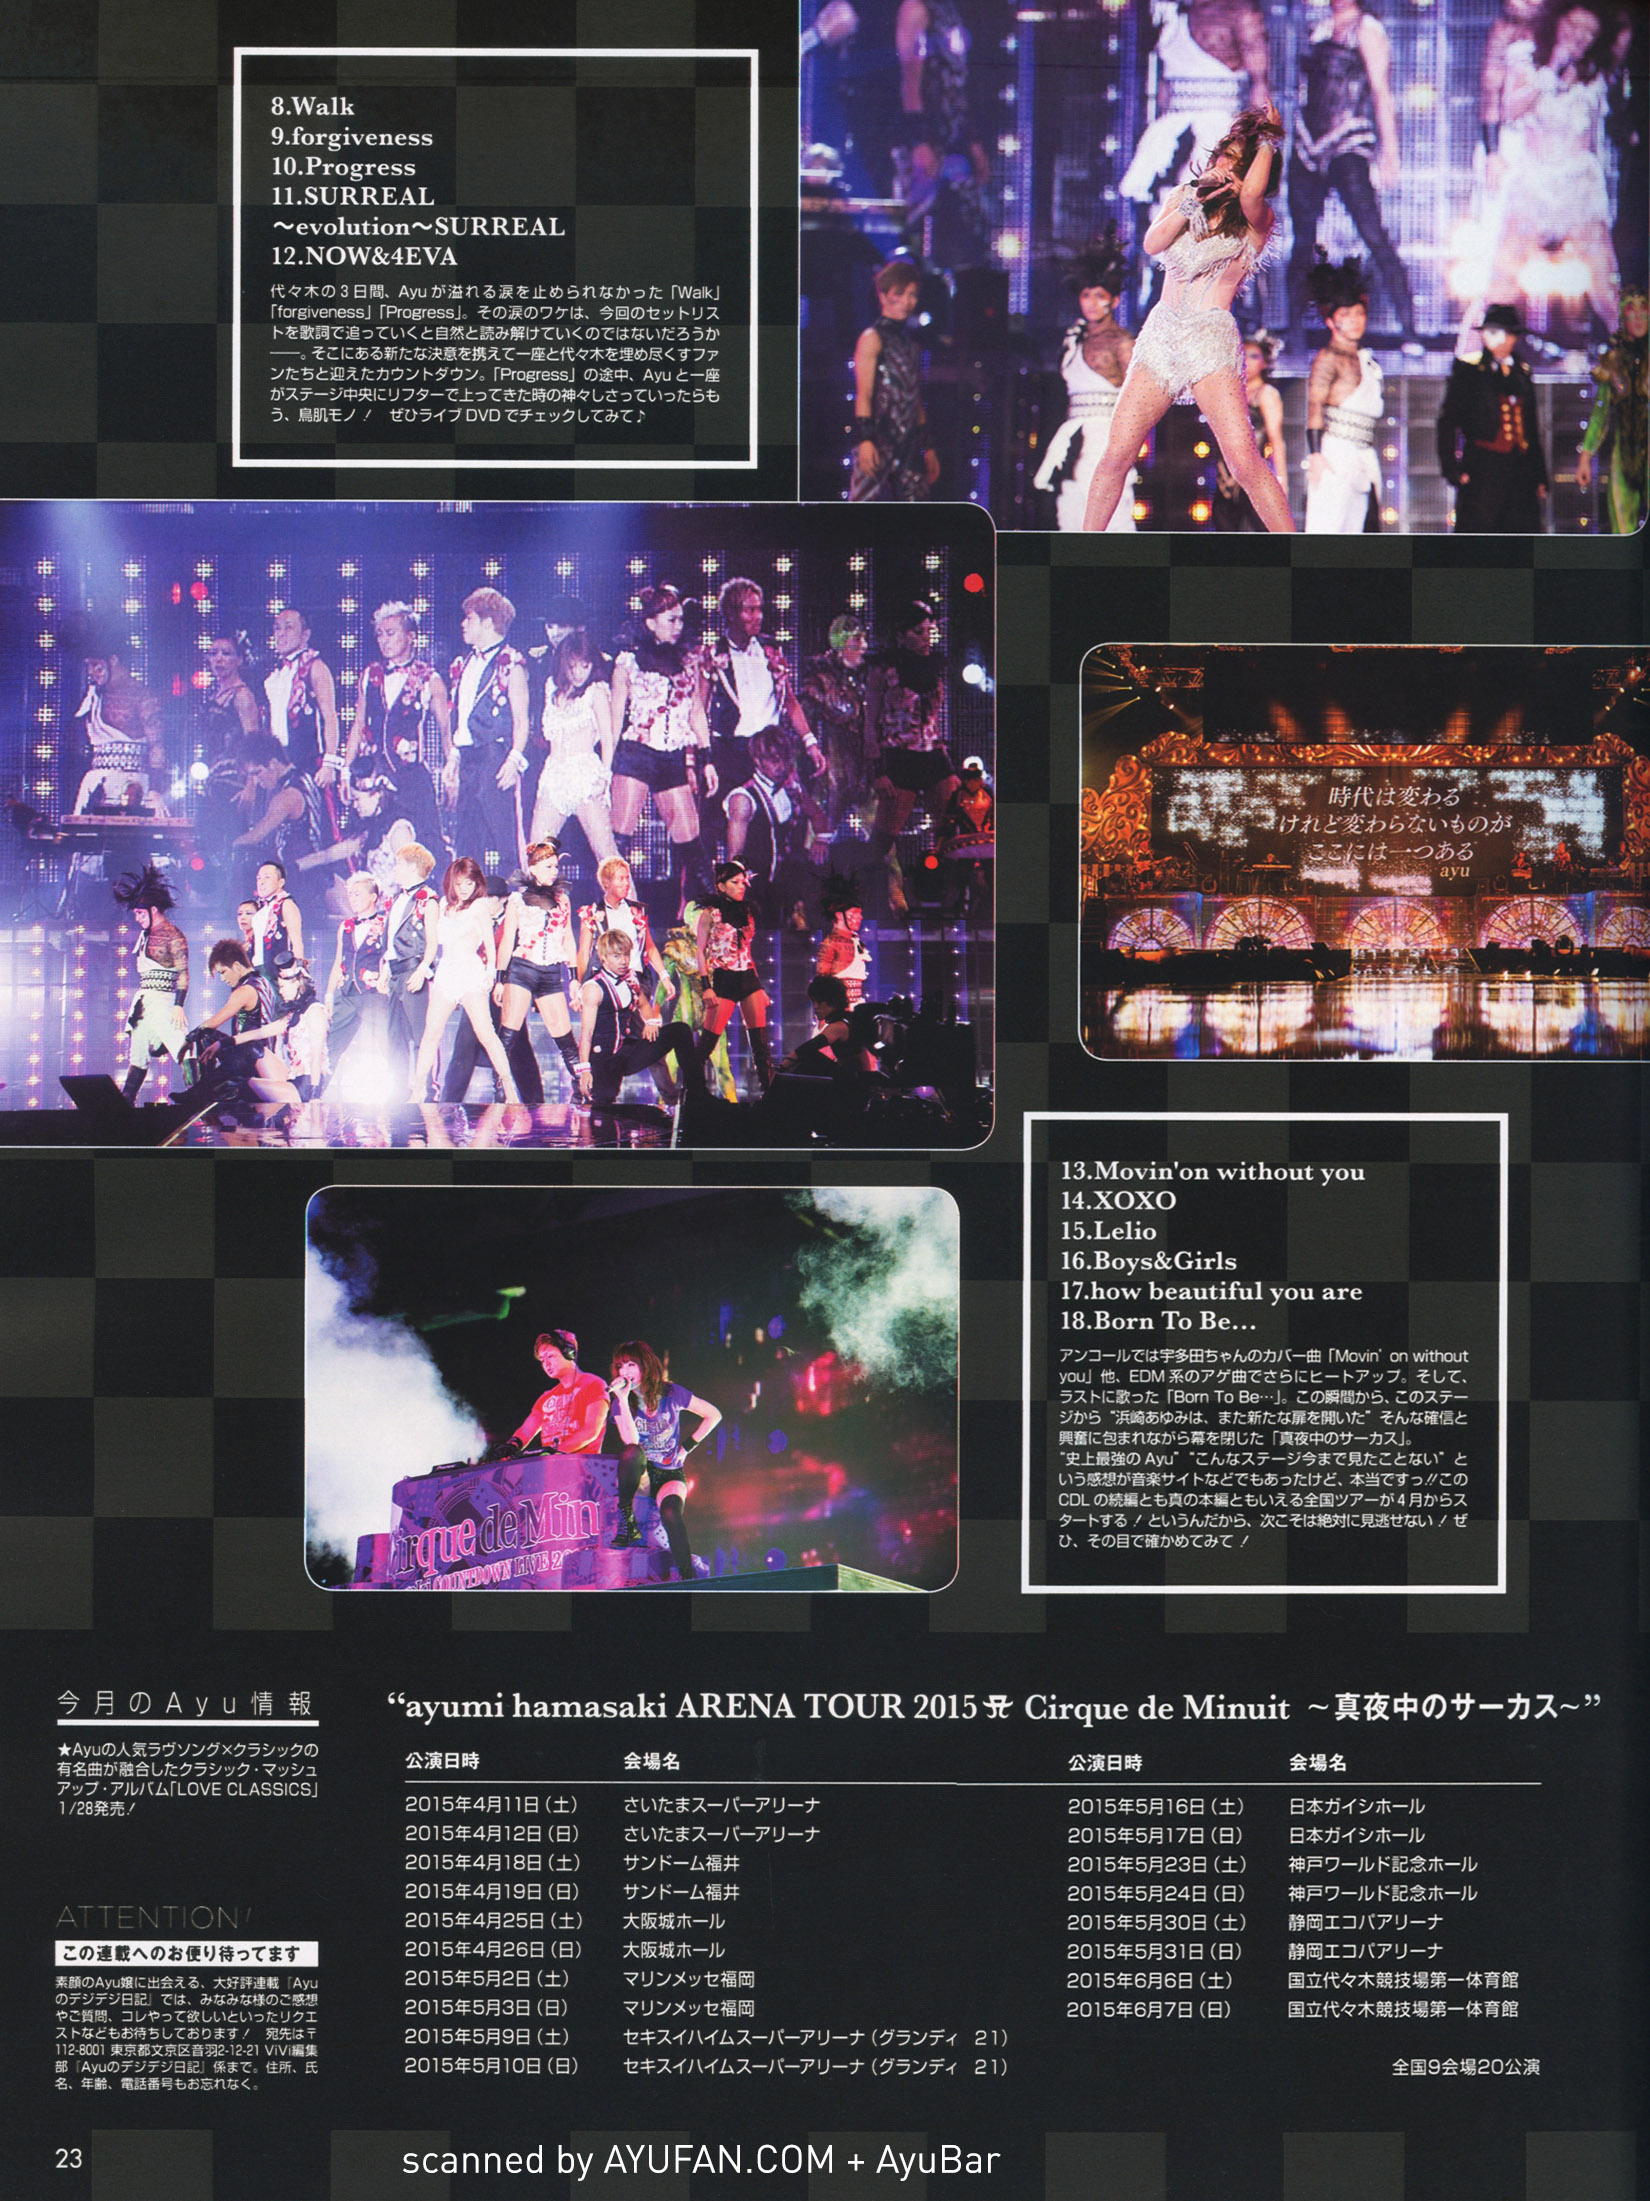 8.Walk
9.forgiveness
10.Progress
11.SURREAL
～evolution～SURREAL
12.NOW&4EVA
代々木の3日間、Ayuが溢れる涙を止められなかった「Walk」
「forgiveness」「Progress」。その涙のワケは、今回のセットリス
トを歌詞で追っていくと自然と読み解けていくのではないだろうか
――。そこにある新たな決意を携えて一座と代々木を埋め尽くすファ
ンたちと迎えたカウントダウン。「Progress」の途中、Ayuと一座
がステージ中央にリフターで上ってきた時の神々しさっていったらも
う、鳥肌モノ！　ぜひライブDVDでチェックしてみて♪
時代は変わる
けれど変わらないものが
ここには一つある
ayu
13.Movin'on without you
14.XOXO
15.Lelio
16.Boys&Girls
17.how beautiful you are
18.Born To Be…
アンコールでは宇多田ちゃんのカバー曲「Movin' on without
you」他、EDM系のアゲ曲でさらにヒートアップ。そして、
ラストに歌った「Born To Be…」。この瞬間から、このステー
ジから“浜崎あゆみは、また新たな扉を開いた”そんな確信と
興奮に包まれながら幕を閉じた「真夜中のサーカス」。
“史上最強のAyu”“こんなステージ今まで見たことない”と
いう感想が音楽サイトなどでもあったけど、本当ですっ!!この
CDLの続編とも真の本編ともいえる全国ツアーが4月からス
タートする！というんだから、次こそは絶対に見逃せない！ぜ
ひ、その目で確かめてみて！
Cirque de Min
COUNTDOWN LIVE 20
今月のAyu情報
★Ayuの人気ラヴソング×クラシックの
有名曲が融合したクラシック・マッシュ
アップ・アルバム「LOVE CLASSICS」
1/28発売！
ATTENTION!
この連載へのお便り待ってます
素顔のAyu嬢に出会える、大好評連載『Ayu
のデジデジ日記』では、みなみな様のご感想
やご質問、コレやって欲しいといったリクエ
ストなどもお待ちしております！　宛先は〒
112-8001 東京都文京区音羽2-12-21 ViVi編集
部『Ayuのデジデジ日記』係まで。住所、氏
名、年齢、電話番号もお忘れなく。
“ayumi hamasaki ARENA TOUR 2015 A Cirque de Minuit ～真夜中のサーカス～”
公演日時　会場名
2015年4月11日（土）　さいたまスーパーアリーナ
2015年4月12日（日）　さいたまスーパーアリーナ
2015年4月18日（土）　サンドーム福井
2015年4月19日（日）　サンドーム福井
2015年4月25日（土）　大阪城ホール
2015年4月26日（日）　大阪城ホール
2015年5月2日（土）　マリンメッセ福岡
2015年5月3日（日）　マリンメッセ福岡
2015年5月9日（土）　セキスイハイムスーパーアリーナ（グランディ　21）
2015年5月10日（日）　セキスイハイムスーパーアリーナ（グランディ　21）
公演日時　会場名
2015年5月16日（土）　日本ガイシホール
2015年5月17日（日）　日本ガイシホール
2015年5月23日（土）　神戸ワールド記念ホール
2015年5月24日（日）　神戸ワールド記念ホール
2015年5月30日（土）　静岡エコパアリーナ
2015年5月31日（日）　静岡エコパアリーナ
2015年6月6日（土）　国立代々木競技場第一体育館
2015年6月7日（日）　国立代々木競技場第一体育館
全国9会場20公演
23
scanned by AYUFAN.COM + AyuBar